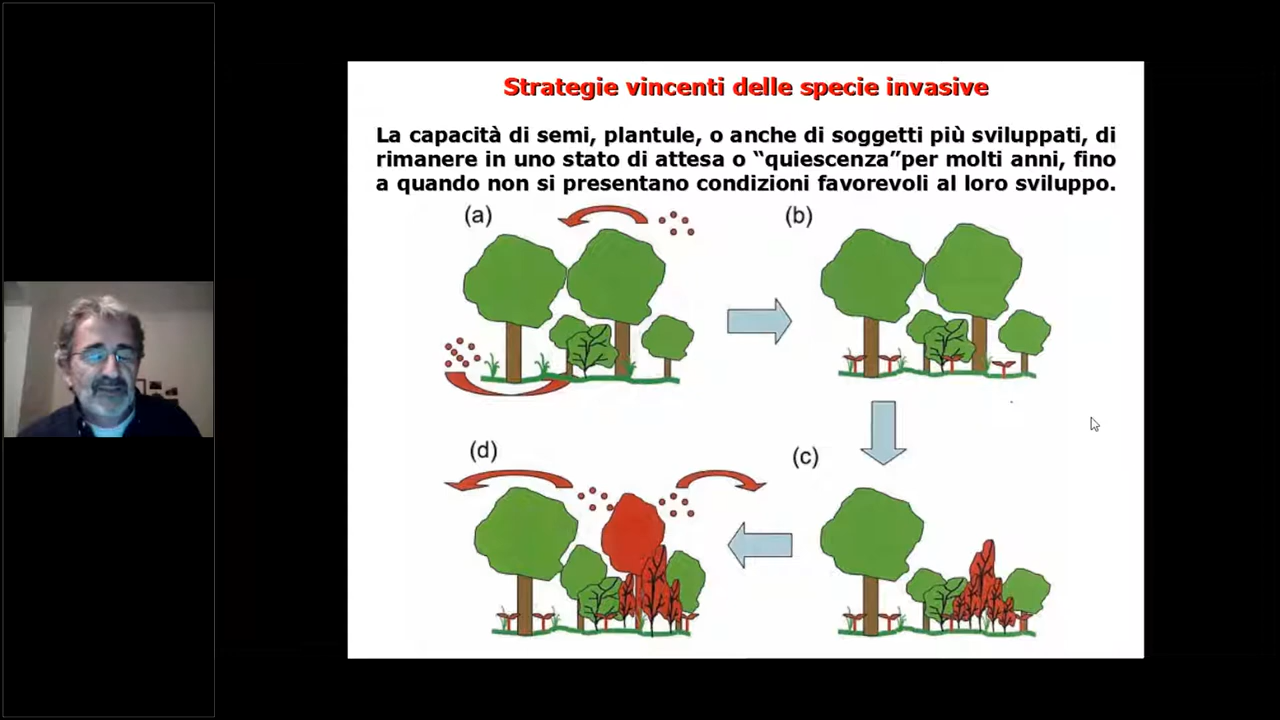 Strategie vincenti delle specie invasive
La capacità di semi, plantule, o anche di soggetti più sviluppati, di
rimanere in uno stato di attesa o “quiescenza”per molti anni, fino
a quando non si presentano condizioni favorevoli al loro sviluppo.
(a)
(b)
(d)
(c)